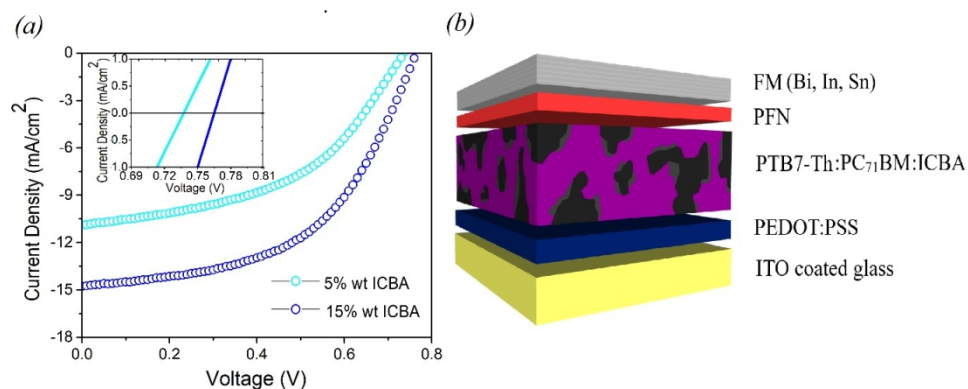 (a)
0
-3
-6
-9
-12
-15
-18
Current Density (mA/cm²)
0.0
0.2
0.4
0.6
0.8
Voltage (V)
1.0
0.5
0.0
0.5
1.0
Current Density (mA/cm²)
0.69
0.72
0.75
0.78
0.81
Voltage (V)
5% wt ICBA
15% wt ICBA
(b)
FM (Bi, In, Sn)
PFN
PTB7-Th:PC₇₁BM:ICBA
PEDOT:PSS
ITO coated glass